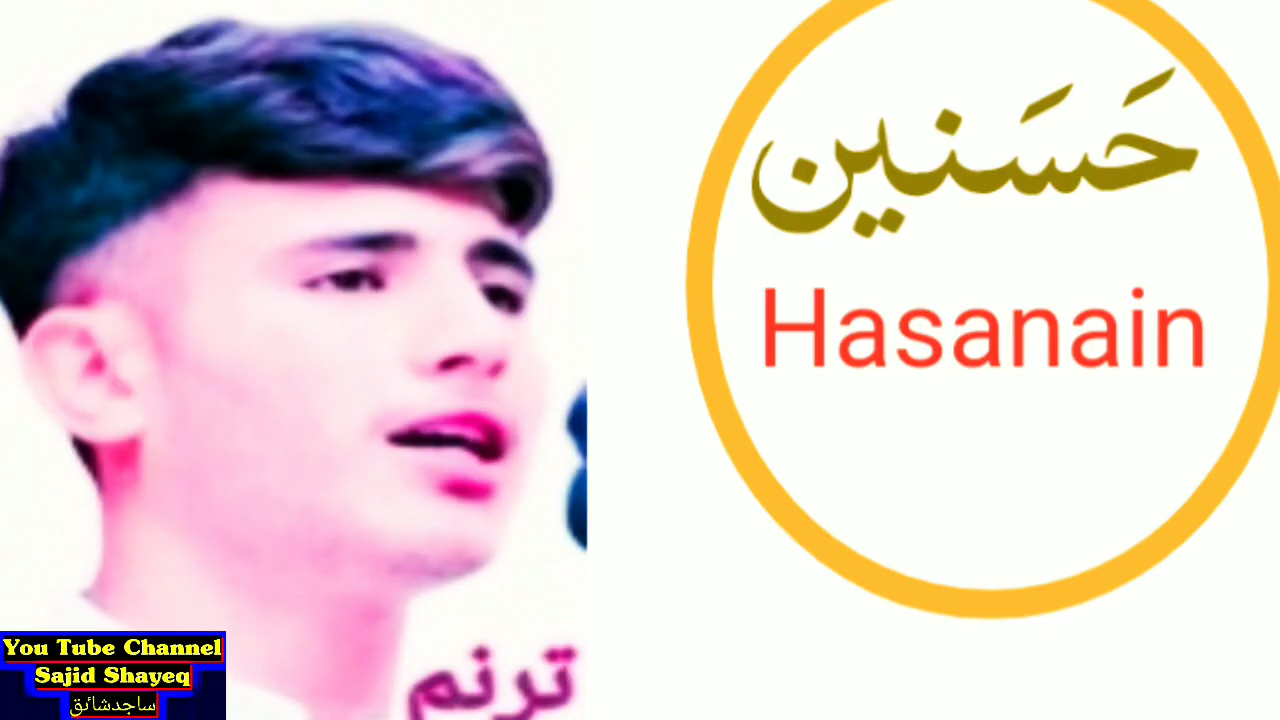 حَسَنین
Hasanain
ترنم
You Tube Channel
Sajid Shayeq
ساجدشائق